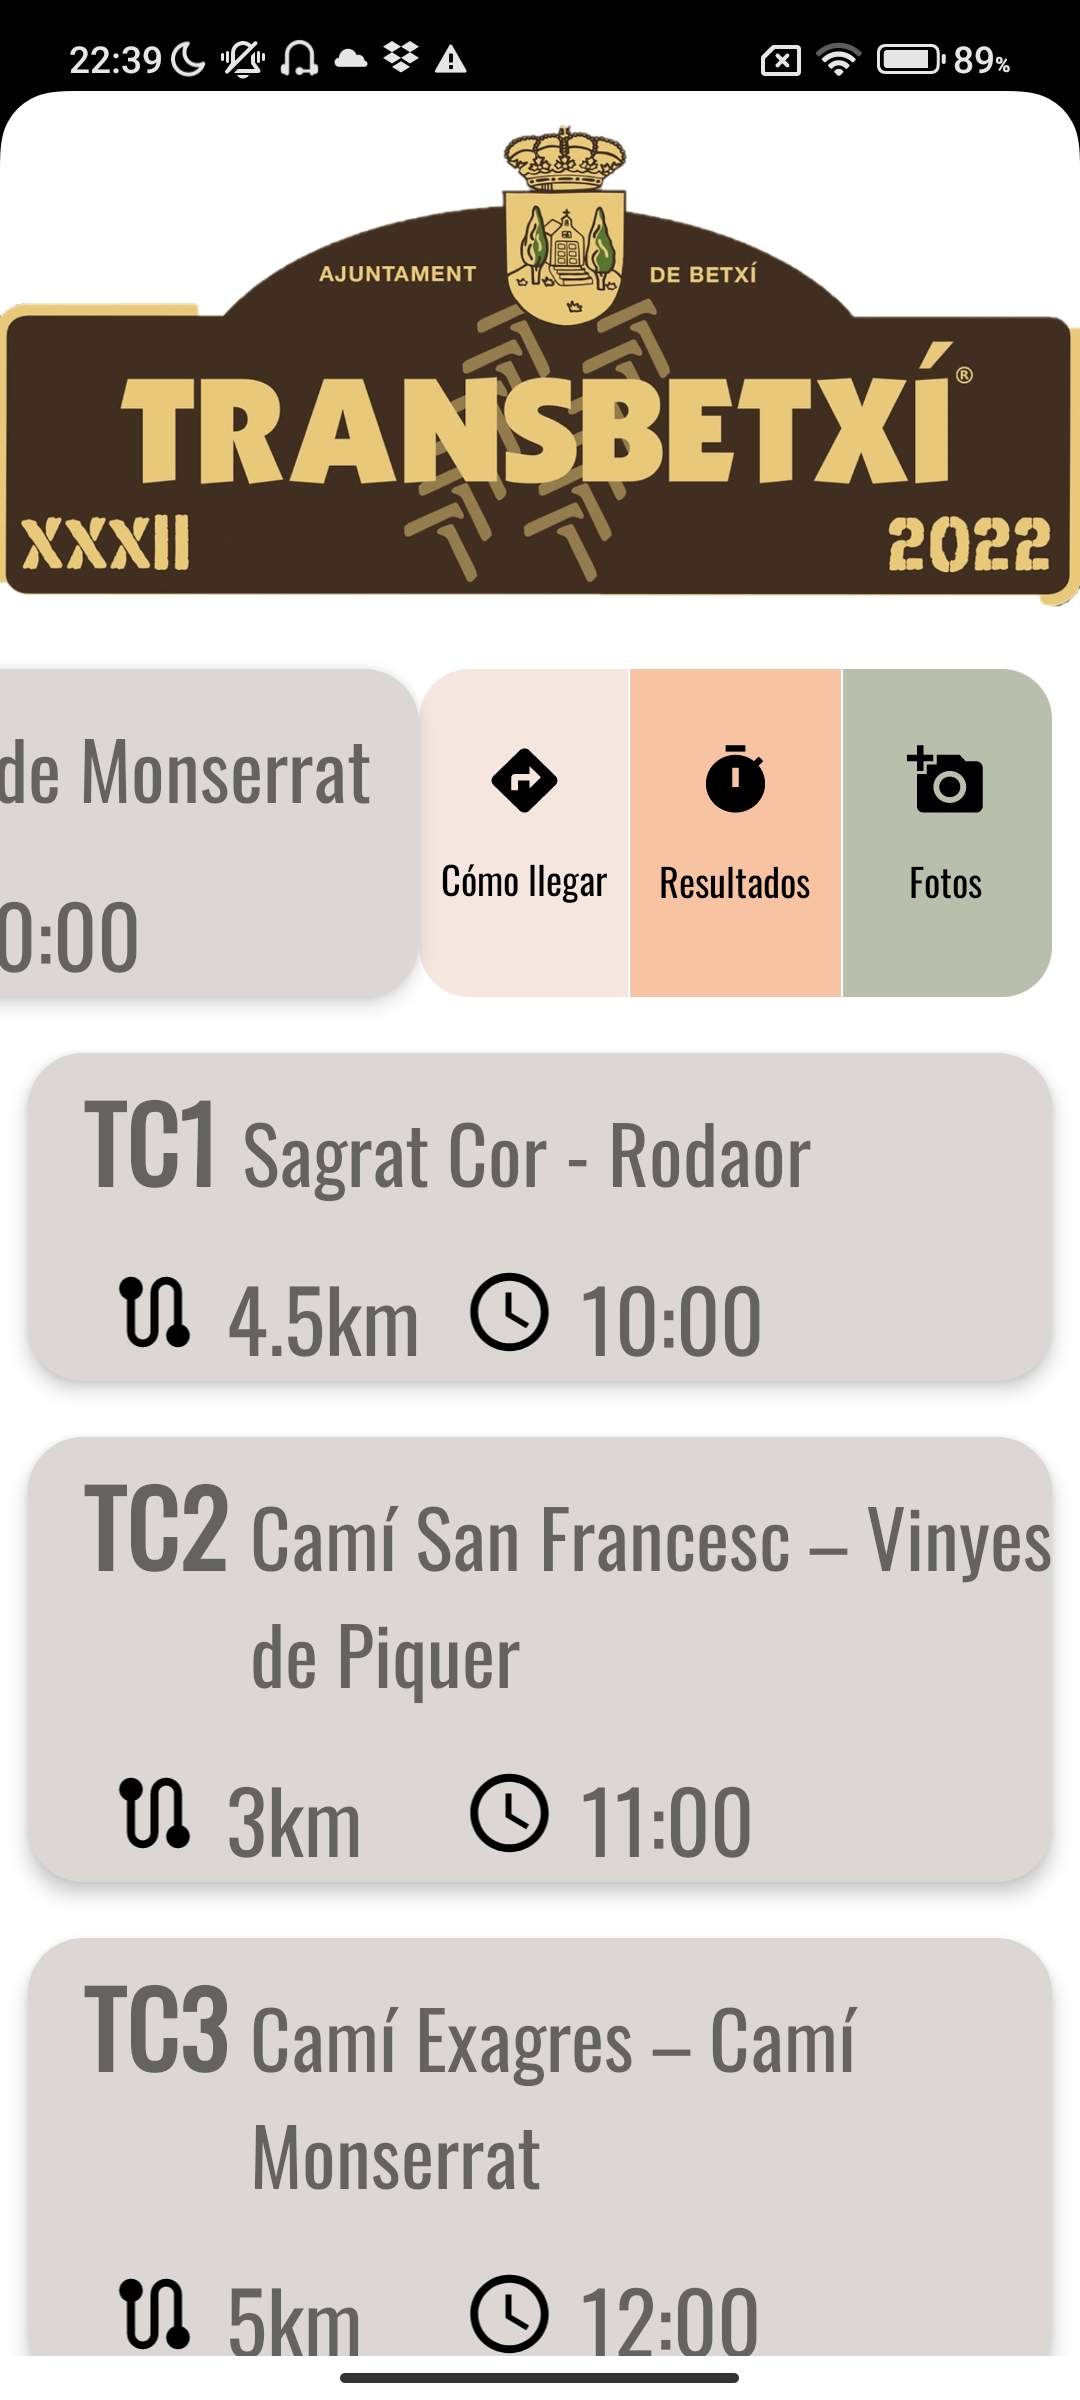 22:39
89%
AJUNTAMENT DE BETXÍ
TRANSBETXÍ®
XXXII 2022
de Monserrat
0:00
Cómo llegar
Resultados
Fotos
TC1 Sagrat Cor - Rodaor
4.5km 10:00
TC2 Camí San Francesc – Vinyes
de Piquer
3km 11:00
TC3 Camí Exagres – Camí
Monserrat
5km 12:00